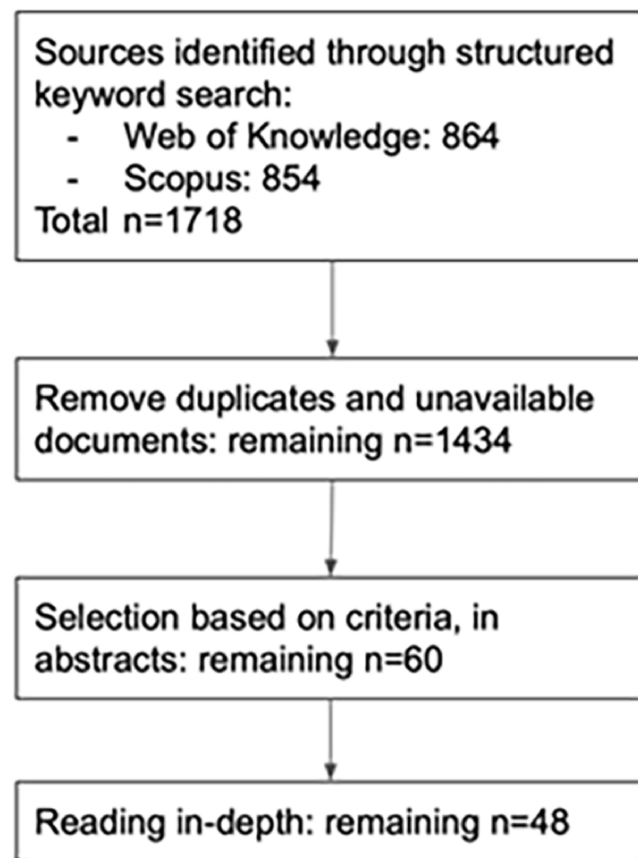 Sources identified through structured
keyword search:
- Web of Knowledge: 864
- Scopus: 854
Total n=1718
Remove duplicates and unavailable
documents: remaining n=1434
Selection based on criteria, in
abstracts: remaining n=60
Reading in-depth: remaining n=48